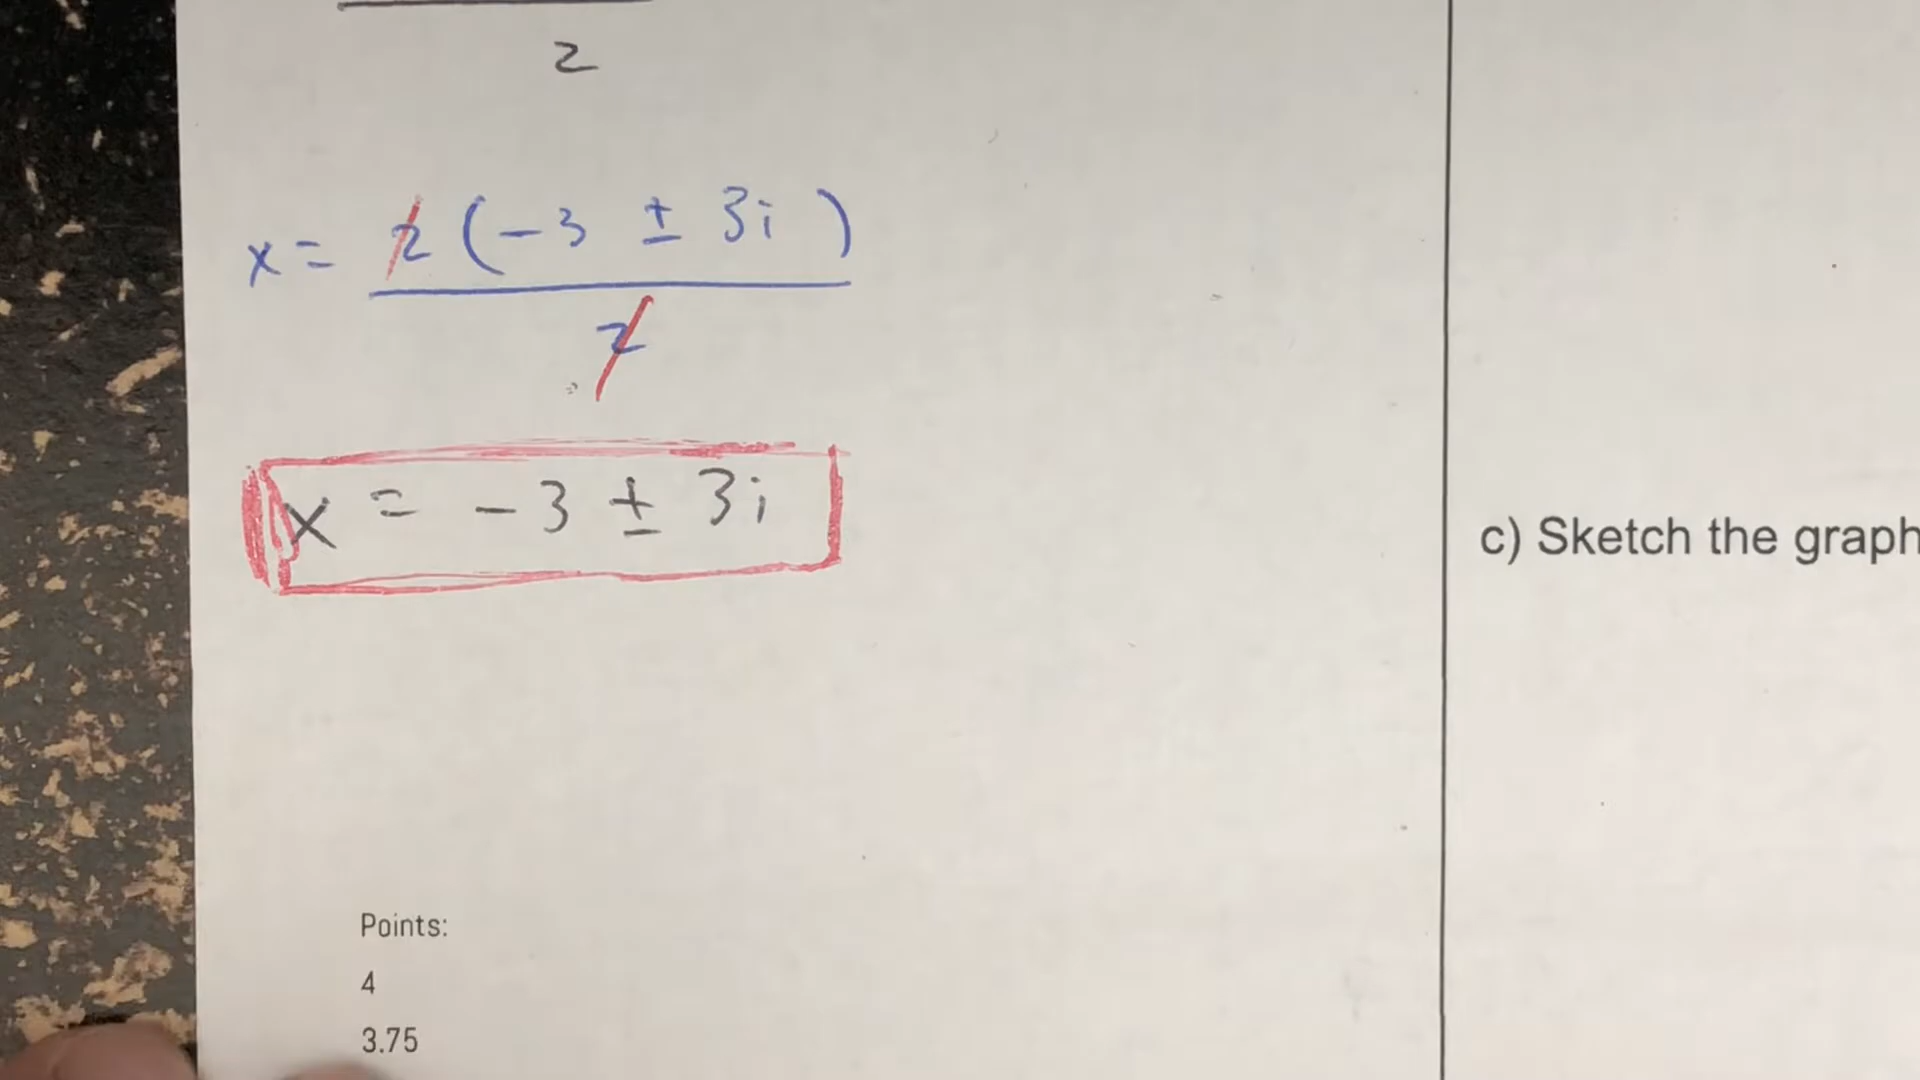 2
x = 2(-3 ± 3i)
2
x = -3 ± 3i
c) Sketch the graph
Points:
4
3.75